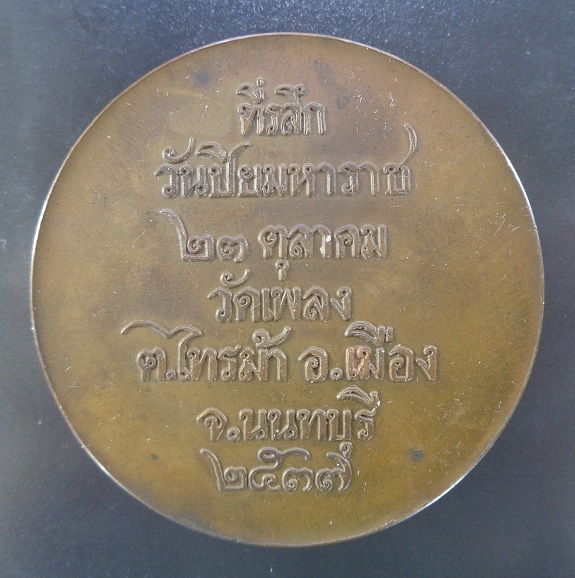 ที่รลึก
วันปิยมหาราช
๒๓ ตุลาคม
วัดเพลง
ต.ไทรม้า อ.เมือง
จ.นนทบุรี
๒๕๓๗